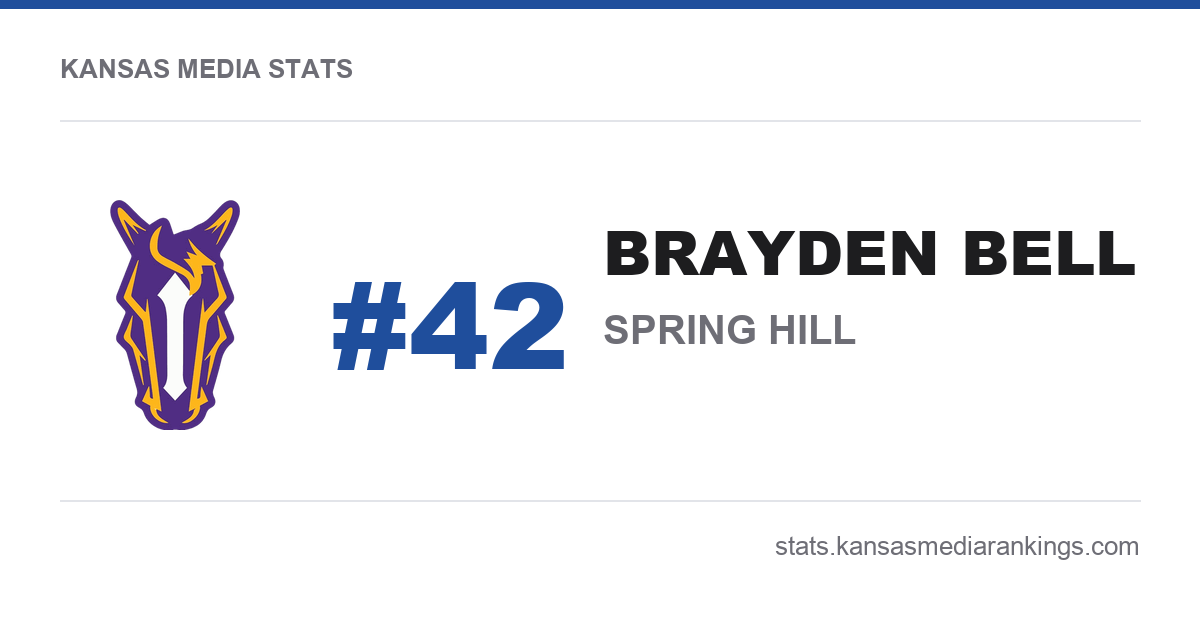 KANSAS MEDIA STATS
#42
BRAYDEN BELL
SPRING HILL
stats.kansasmediarankings.com